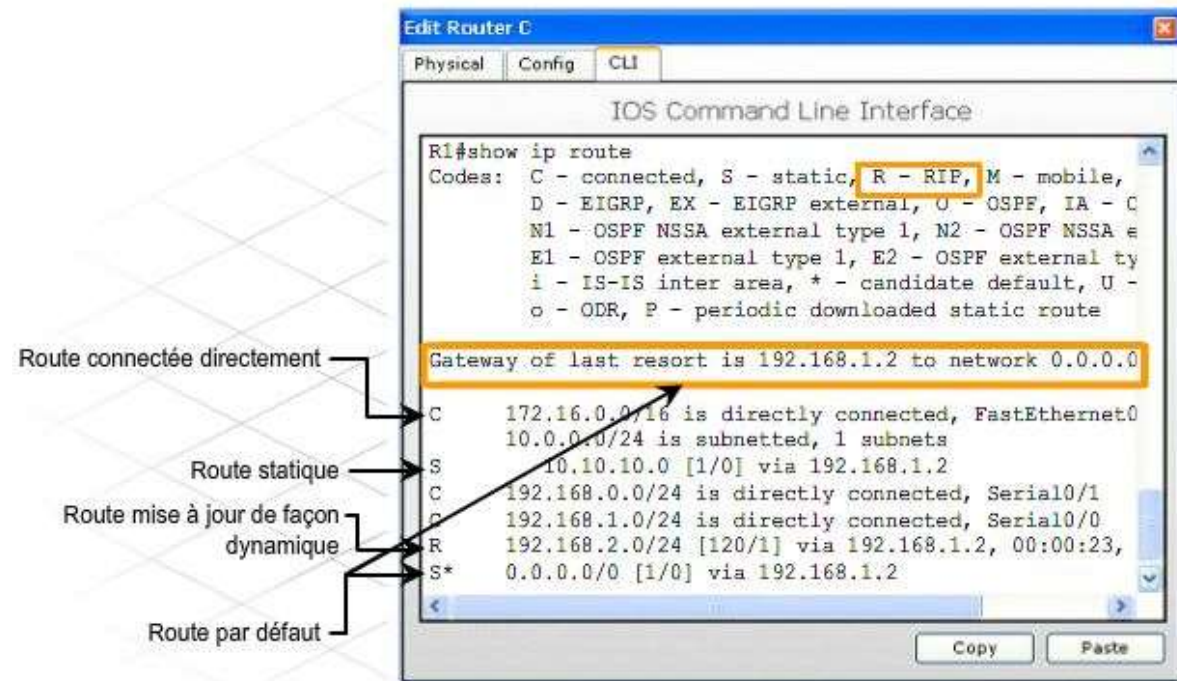 Edit Router C
Physical Config CLI
IOS Command Line Interface
R1#show ip route
Codes: C - connected, S - static, R - RIP, M - mobile,
D - EIGRP, EX - EIGRP external, O - OSPF, IA - O
N1 - OSPF NSSA external type 1, N2 - OSPF NSSA e
E1 - OSPF external type 1, E2 - OSPF external ty
i - IS-IS inter area, * - candidate default, U -
o - ODR, P - periodic downloaded static route
Gateway of last resort is 192.168.1.2 to network 0.0.0.0
C 172.16.0.0/16 is directly connected, FastEthernet0
10.0.0.0/24 is subnetted, 1 subnets
S 10.10.10.0 [1/0] via 192.168.1.2
C 192.168.0.0/24 is directly connected, Serial0/1
C 192.168.1.0/24 is directly connected, Serial0/0
R 192.168.2.0/24 [120/1] via 192.168.1.2, 00:00:23,
S* 0.0.0.0/0 [1/0] via 192.168.1.2
Copy Paste
Route connectée directement
Route statique
Route mise à jour de façon
dynamique
Route par défaut